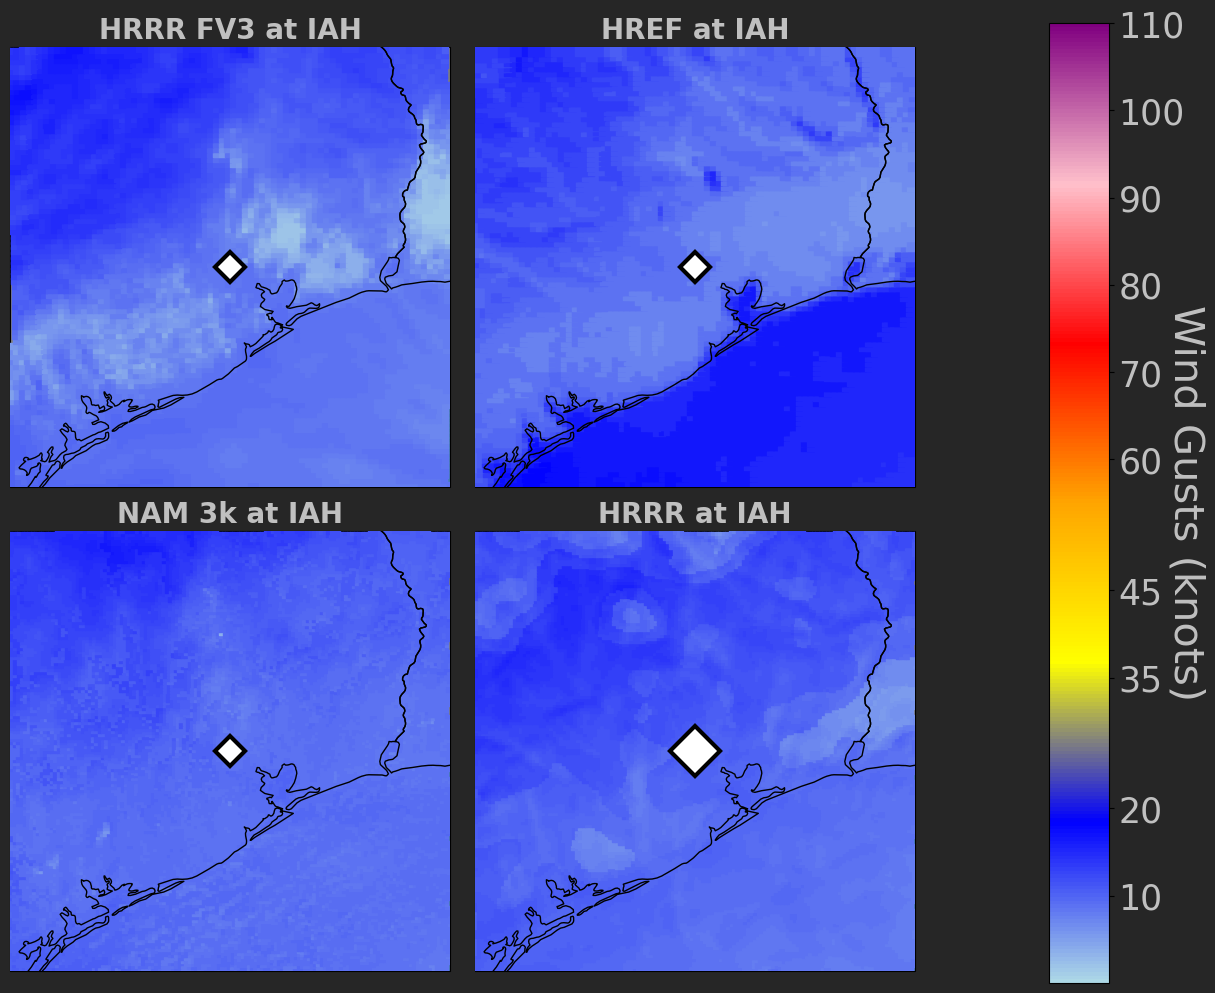 HRRR FV3 at IAH
HREF at IAH
NAM 3k at IAH
HRRR at IAH
110
100
90
80
70
60
45
35
20
10
Wind Gusts (knots)